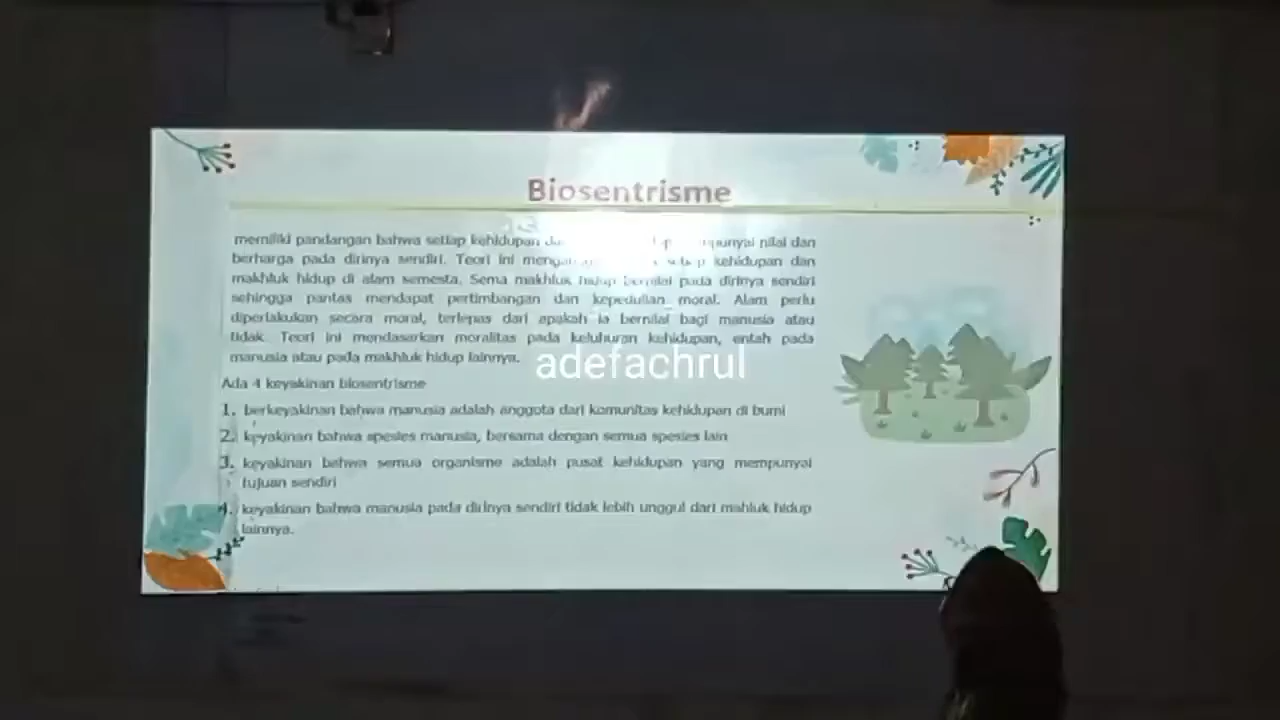 Biosentrisme
memiliki pandangan bahwa setiap kehidupan nilai dan
berharga pada dirinya sendiri. Teori ini kehidupan dan
makhluk hidup di alam semesta. Sema makhluk hidup bernilai pada dirinya sendiri
sehingga pantas mendapat pertimbangan dan kepedulian moral. Alam perlu
diperlakukan secara moral, terlepas dari apakah ia bernilai bagi manusia atau
tidak. Teori ini mendasarkan moralitas pada keluhuran kehidupan, entah pada
manusia atau pada makhluk hidup lainnya.
adefachrul
Ada 4 keyakinan biosentrisme
1. berkeyakinan bahwa manusia adalah anggota dari komunitas kehidupan di bumi
2. keyakinan bahwa spesies manusia, bersama dengan semua spesies lain
3. keyakinan bahwa semua organisme adalah pusat kehidupan yang mempunyai
tujuan sendiri
4. keyakinan bahwa manusia pada dirinya sendiri tidak lebih unggul dari mahluk hidup
lainnya.